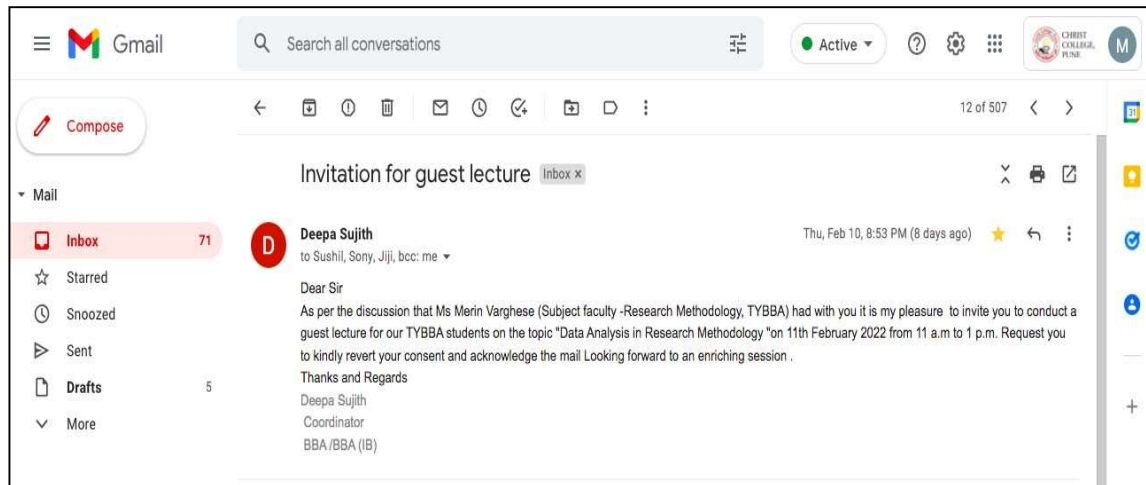 Gmail
Search all conversations
Active
CHRIST
COLLEGE,
PUNE
M
Compose
12 of 507
31
Invitation for guest lecture Inbox x
Mail
Inbox 71
Starred
Snoozed
Sent
Drafts 5
More
D
Deepa Sujith Thu, Feb 10, 8:53 PM (8 days ago)
to Sushil, Sony, Jiji, bcc: me
Dear Sir
As per the discussion that Ms Merin Varghese (Subject faculty -Research Methodology, TYBBA) had with you it is my pleasure to invite you to conduct a
guest lecture for our TYBBA students on the topic "Data Analysis in Research Methodology "on 11th February 2022 from 11 a.m to 1 p.m. Request you
to kindly revert your consent and acknowledge the mail Looking forward to an enriching session .
Thanks and Regards
Deepa Sujith
Coordinator
BBA /BBA (IB)